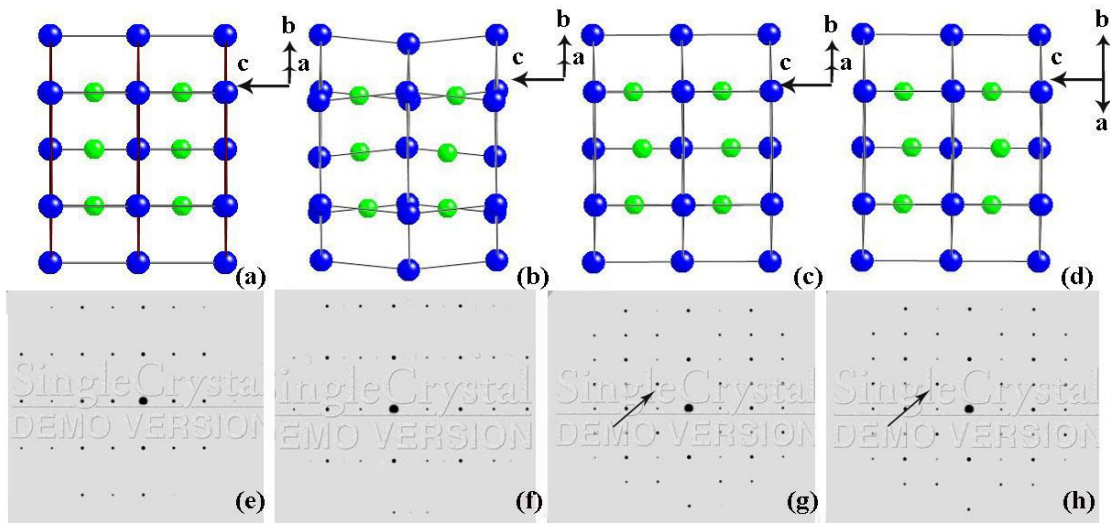 b
c
a
(a)
b
c
a
(b)
b
c
a
(c)
b
c
a
(d)
SingleCrystal
DEMO VERSION
(e)
SingleCrystal
DEMO VERSION
(f)
SingleCrystal
DEMO VERSION
(g)
SingleCrystal
DEMO VERSION
(h)